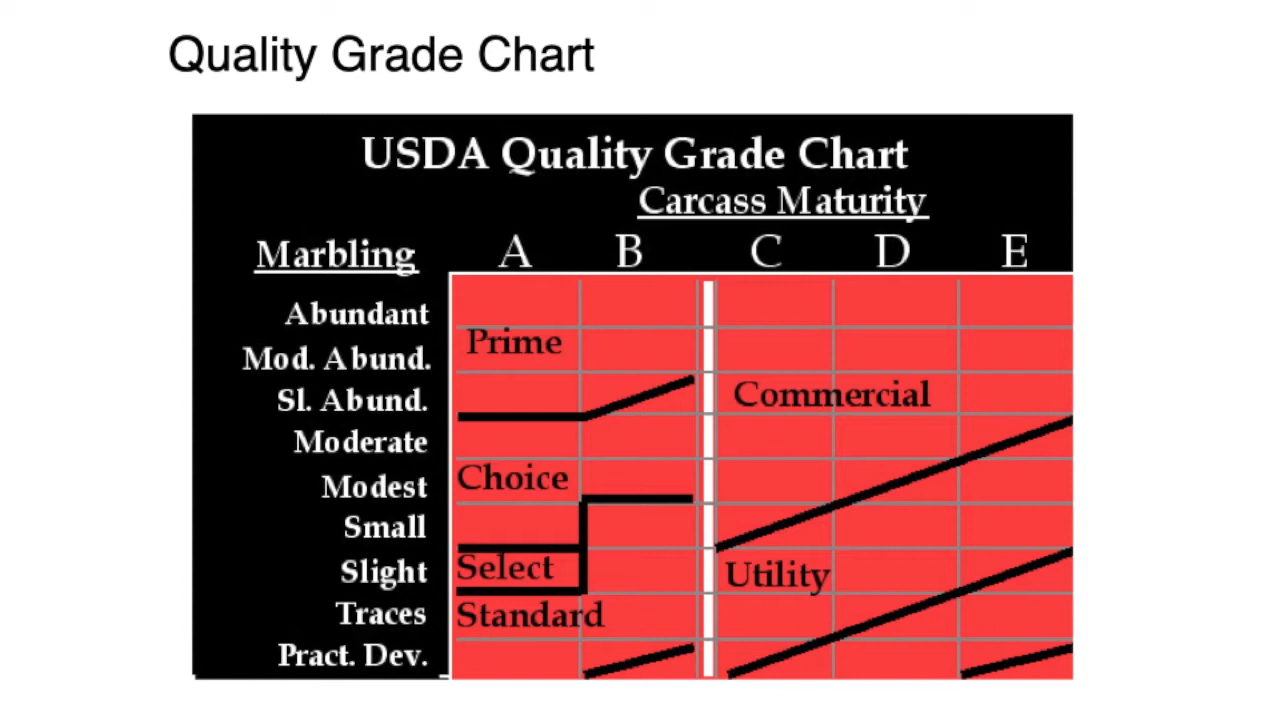 Quality Grade Chart
USDA Quality Grade Chart
Carcass Maturity
Marbling A B C D E
Abundant
Prime
Mod. Abund.
Sl. Abund. Commercial
Moderate
Modest Choice
Small
Slight Select Utility
Traces Standard
Pract. Dev.